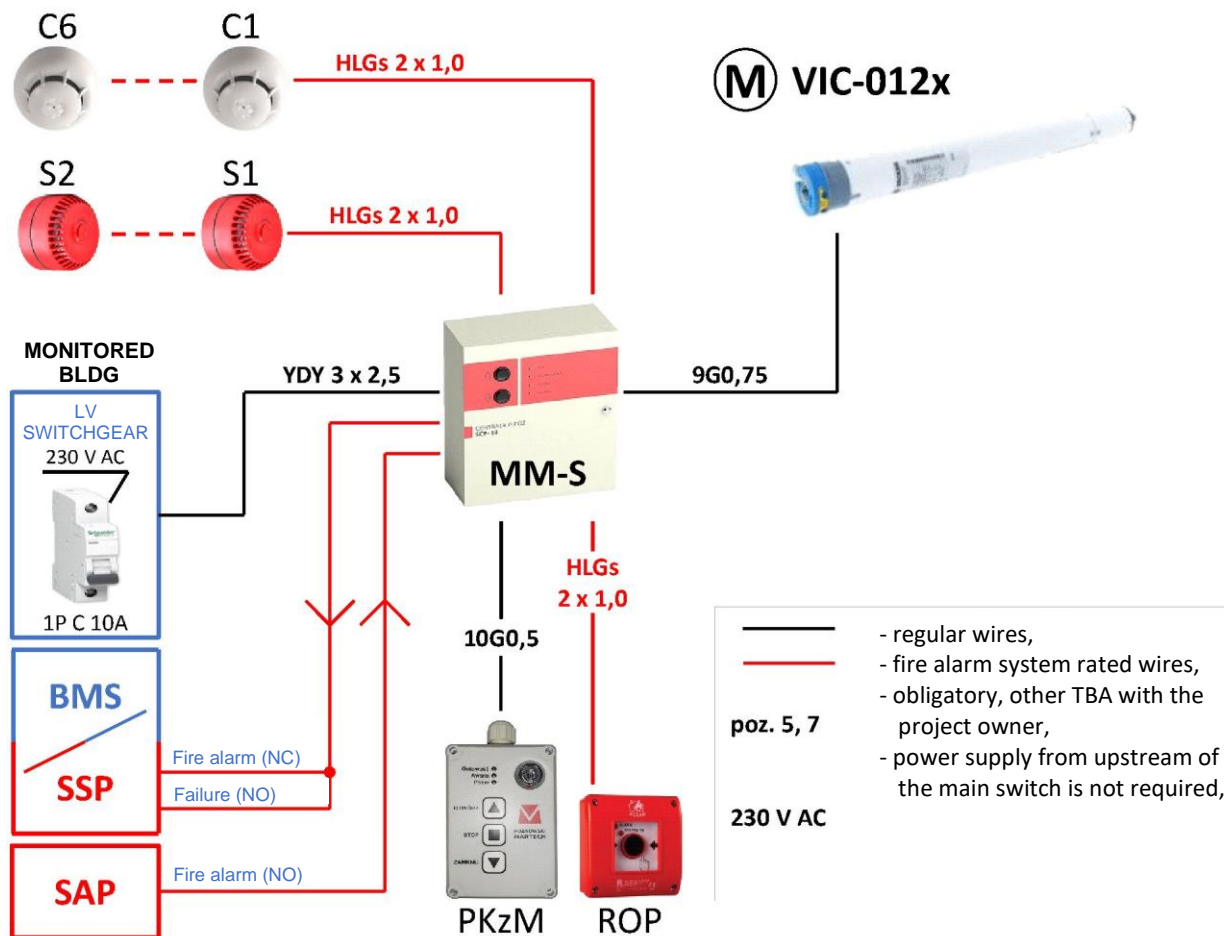 C6
C1
HLGs 2 x 1,0
M VIC-012x
S2
S1
HLGs 2 x 1,0
MONITORED
BLDG
LV
SWITCHGEAR
230 V AC
1P C 10A
YDY 3 x 2,5
9G0,75
MM-S
BMS
SSP
Fire alarm (NC)
Failure (NO)
SAP
Fire alarm (NO)
10G0,5
HLGs
2 x 1,0
STOP
PKzM
ROP
- regular wires,
- fire alarm system rated wires,
poz. 5, 7
- obligatory, other TBA with the
project owner,
230 V AC
- power supply from upstream of
the main switch is not required,